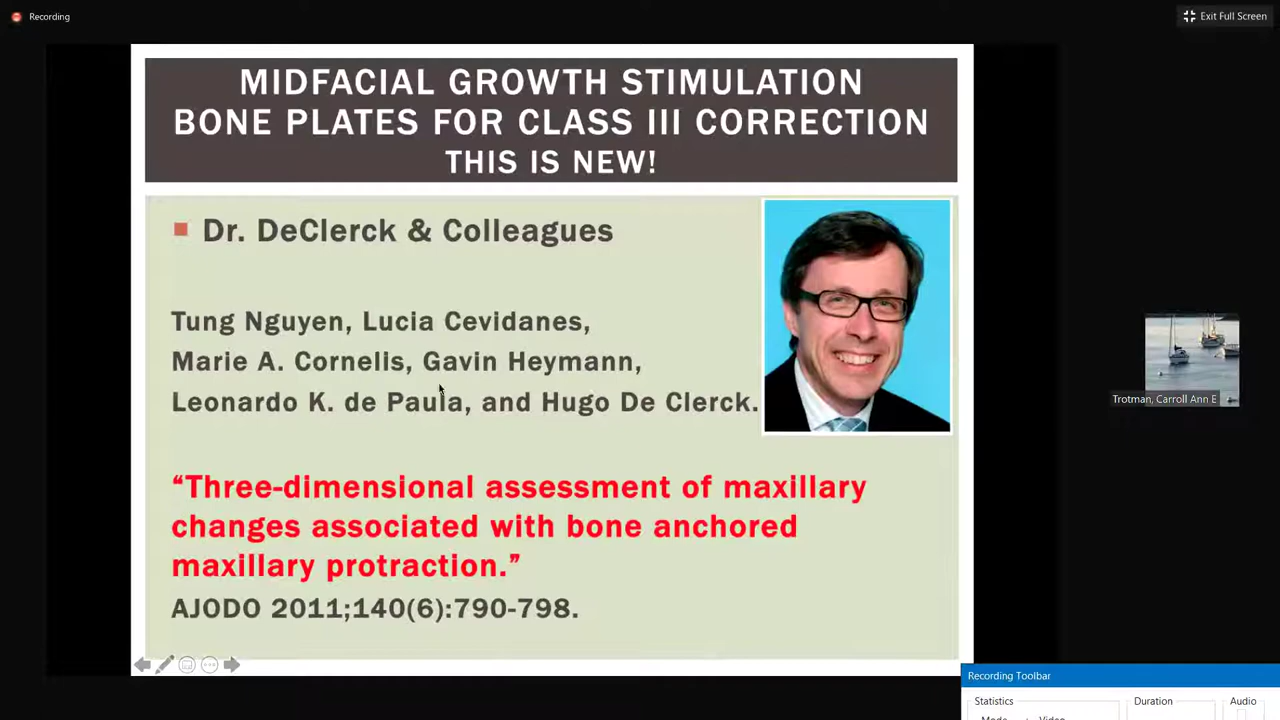 Recording
Exit Full Screen
MIDFACIAL GROWTH STIMULATION
BONE PLATES FOR CLASS III CORRECTION
THIS IS NEW!
Dr. DeClerck & Colleagues
Tung Nguyen, Lucia Cevidanes,
Marie A. Cornelis, Gavin Heymann,
Leonardo K. de Paula, and Hugo De Clerck.
“Three-dimensional assessment of maxillary
changes associated with bone anchored
maxillary protraction.”
AJODO 2011;140(6):790-798.
Trotman, Carroll Ann E
Recording Toolbar
Statistics
Duration
Audio
Mode
Video